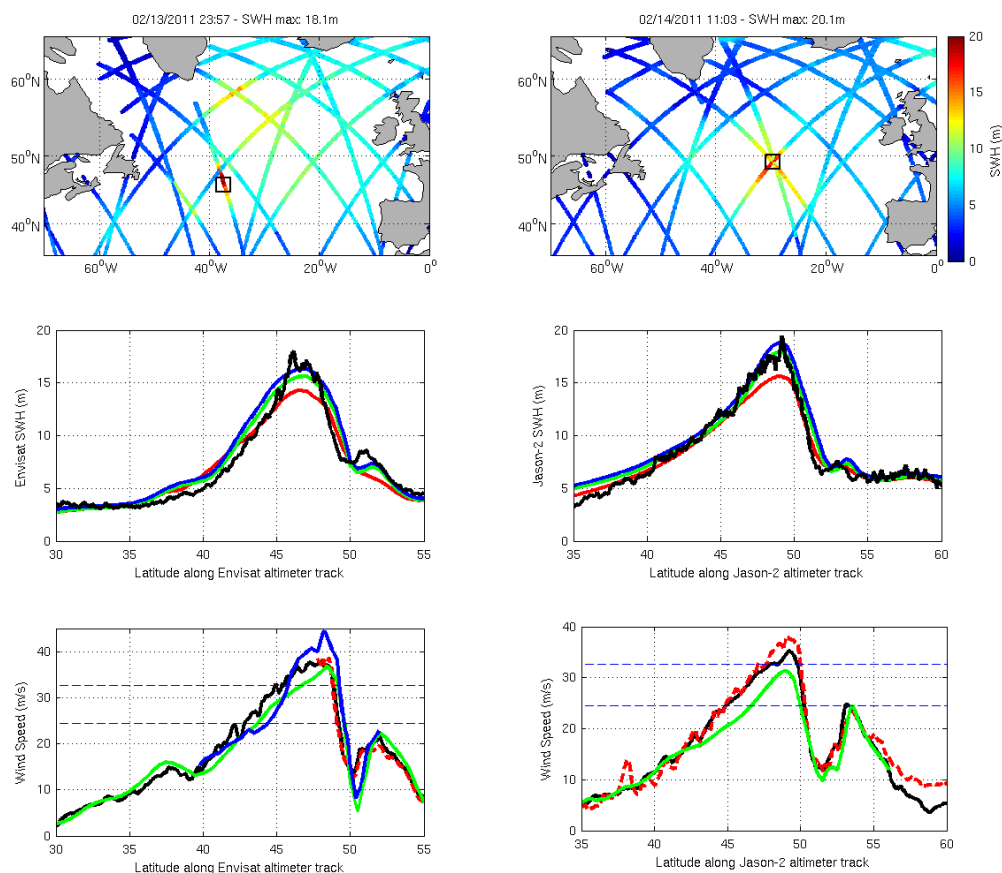 02/13/2011 23:57 - SWH max: 18.1m
60°N
50°N
40°N
60°W 40°W 20°W 0°
02/14/2011 11:03 - SWH max: 20.1m
60°N
50°N
40°N
60°W 40°W 20°W 0°
20
15
10
5
0
SWH (m)
20
15
10
5
0
Envisat SWH (m)
30 35 40 45 50 55
Latitude along Envisat altimeter track
20
15
10
5
0
Jason-2 SWH (m)
35 40 45 50 55 60
Latitude along Jason-2 altimeter track
40
30
20
10
0
Wind Speed (m/s)
30 35 40 45 50 55
Latitude along Envisat altimeter track
40
30
20
10
0
Wind Speed (m/s)
35 40 45 50 55 60
Latitude along Jason-2 altimeter track